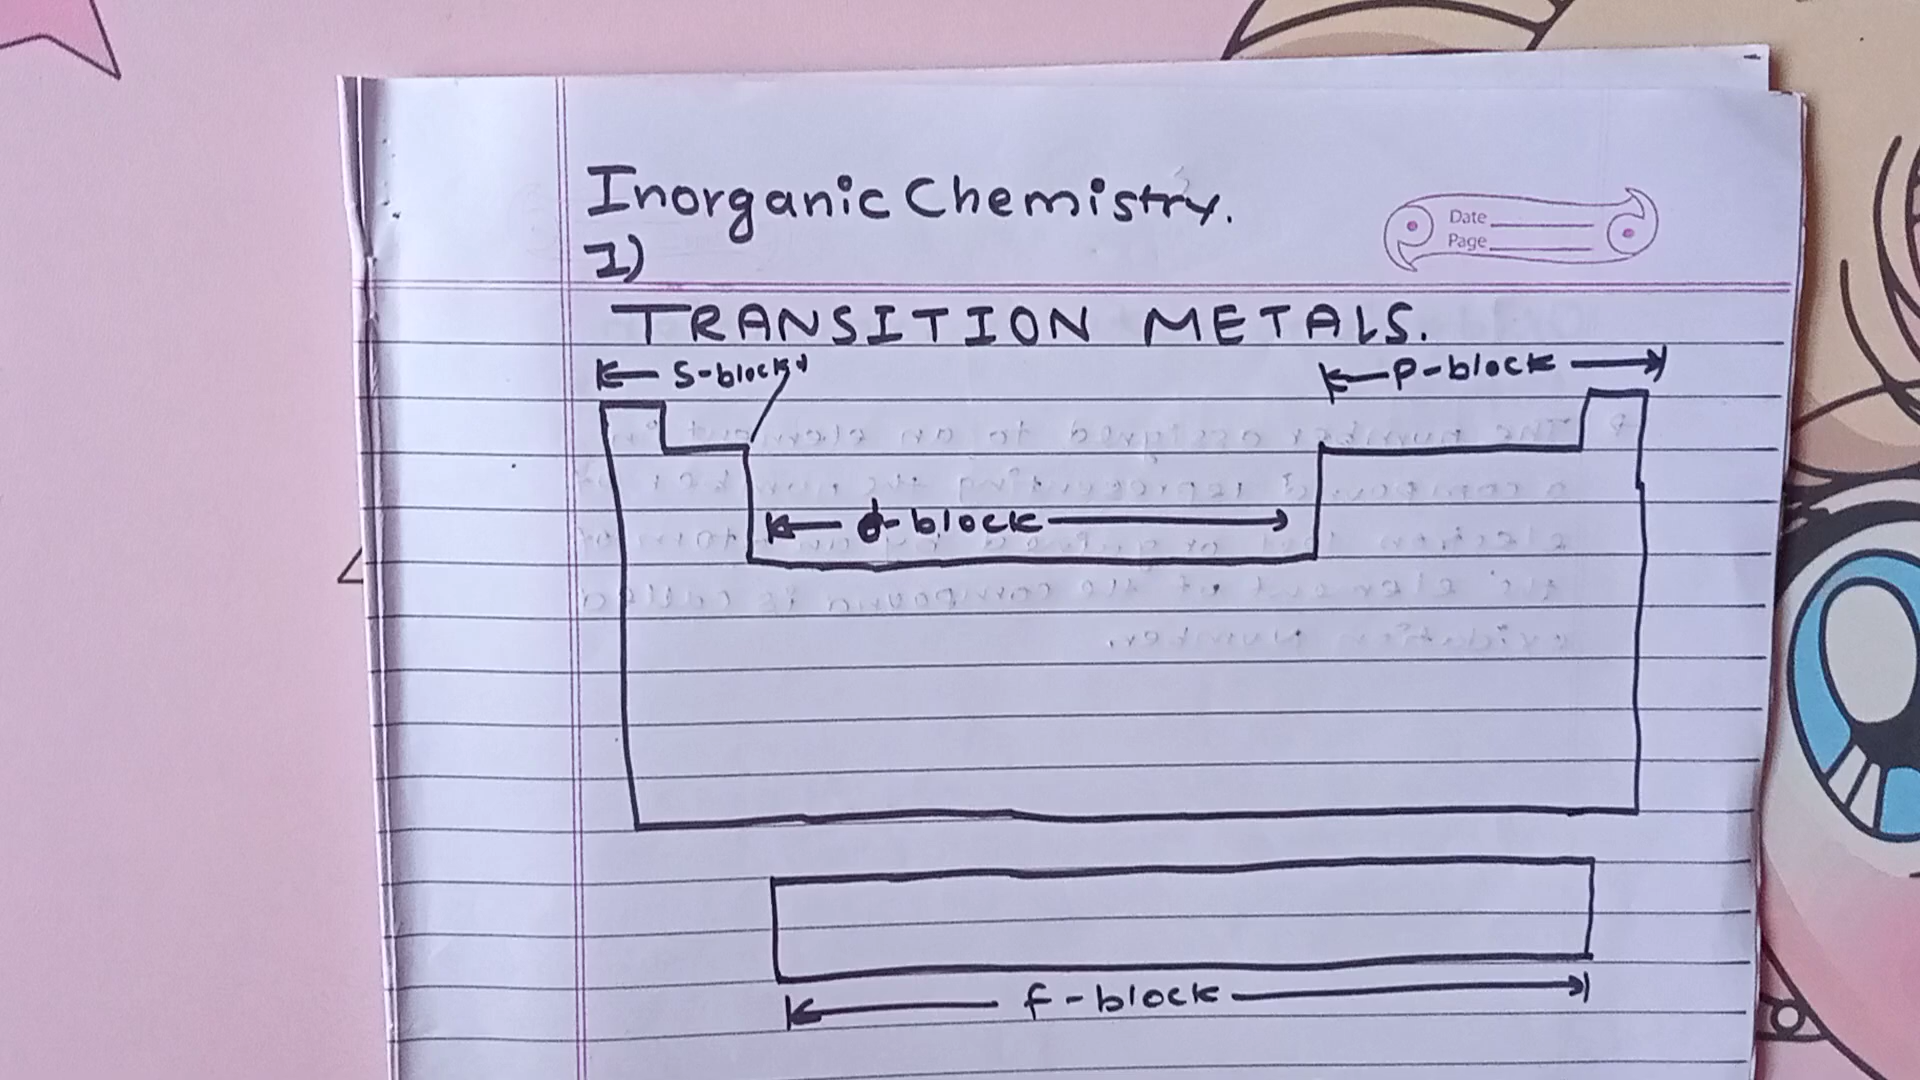 Inorganic Chemistry.
Date
Page
1)
TRANSITION METALS.
S-block
P-block
d-block
f-block